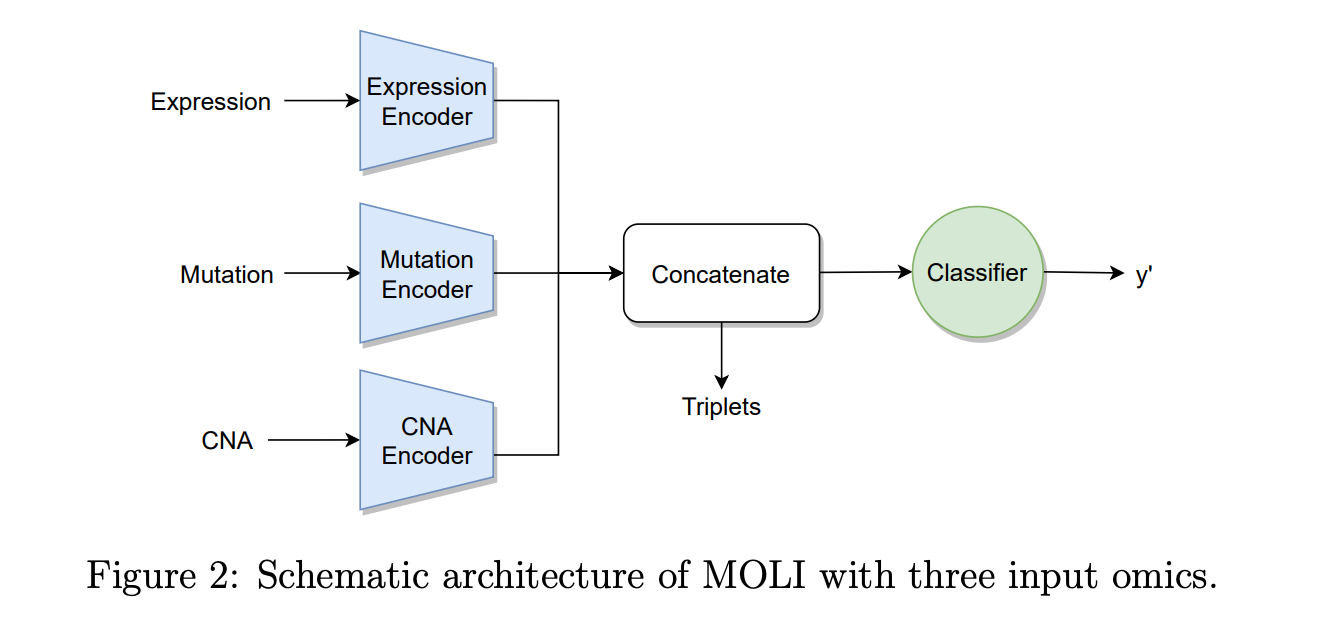 Expression
Expression
Encoder
Mutation
Mutation
Encoder
CNA
CNA
Encoder
Concatenate
Triplets
Classifier
y'
Figure 2: Schematic architecture of MOLI with three input omics.